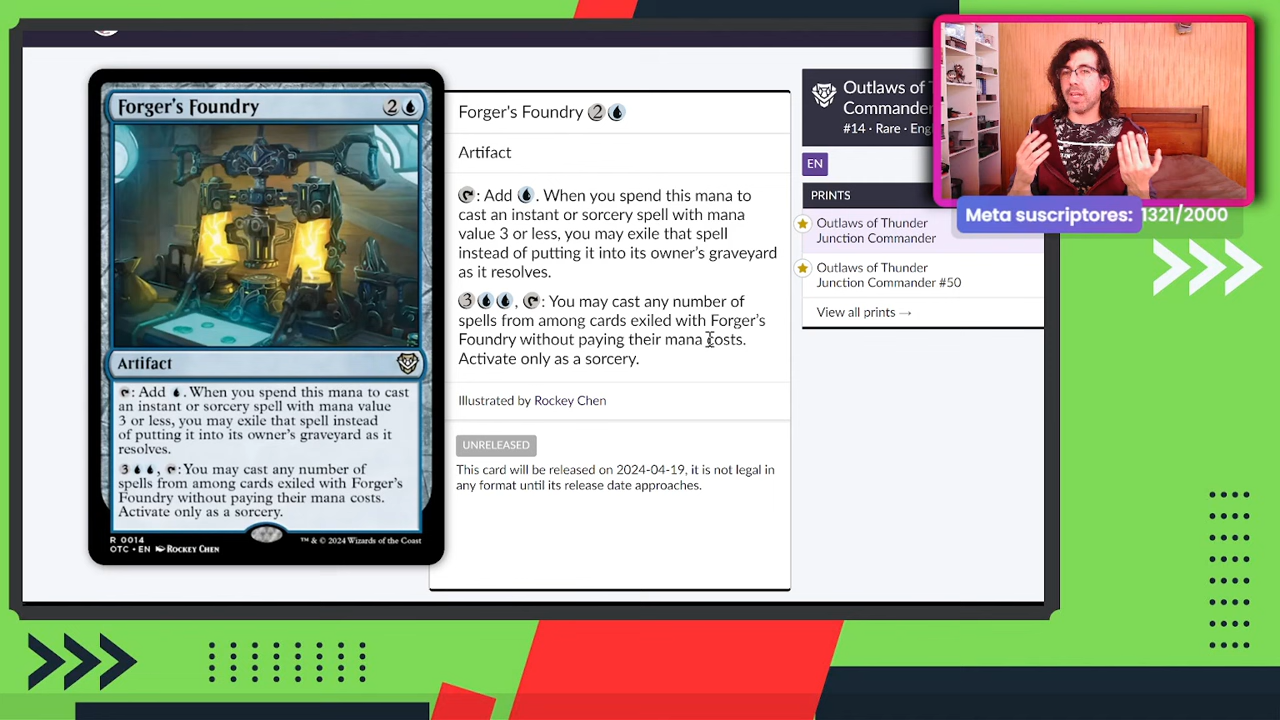 Forger's Foundry 2
Artifact
: Add . When you spend this mana to cast
an instant or sorcery spell with mana value
3 or less, you may exile that spell instead
of putting it into its owner's graveyard as it
resolves.
3 , :You may cast any number of
spells from among cards exiled with Forger's
Foundry without paying their mana costs.
Activate only as a sorcery.
R 0014
OTC • EN ROCKEY CHEN
™ & © 2024 Wizards of the Coast
Forger's Foundry 2
Artifact
: Add . When you spend this mana to
cast an instant or sorcery spell with mana
value 3 or less, you may exile that spell
instead of putting it into its owner's graveyard
as it resolves.
3 , : You may cast any number of
spells from among cards exiled with Forger's
Foundry without paying their mana costs.
Activate only as a sorcery.
Illustrated by Rockey Chen
UNRELEASED
This card will be released on 2024-04-19, it is not legal in
any format until its release date approaches.
Outlaws of T
Commander
#14 · Rare · Eng
EN
PRINTS
Outlaws of Thunder
Junction Commander
Outlaws of Thunder
Junction Commander #50
View all prints →
Meta suscriptores: 1321/2000